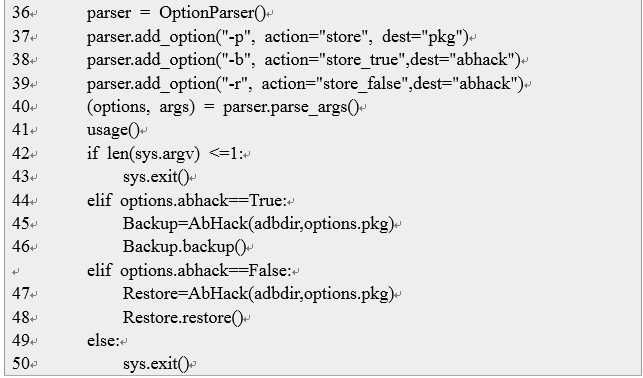 36↵ parser = OptionParser()↵
37↵ parser.add_option("-p", action="store", dest="pkg")↵
38↵ parser.add_option("-b", action="store_true",dest="abhack")↵
39↵ parser.add_option("-r", action="store_false",dest="abhack")↵
40↵ (options, args) = parser.parse_args()↵
41↵ usage()↵
42↵ if len(sys.argv) <=1:↵
43↵ sys.exit()↵
44↵ elif options.abhack==True:↵
45↵ Backup=AbHack(adbdir,options.pkg)↵
46↵ Backup.backup()↵
↵ elif options.abhack==False:↵
47↵ Restore=AbHack(adbdir,options.pkg)↵
48↵ Restore.restore()↵
49↵ else:↵
50↵ sys.exit()↵